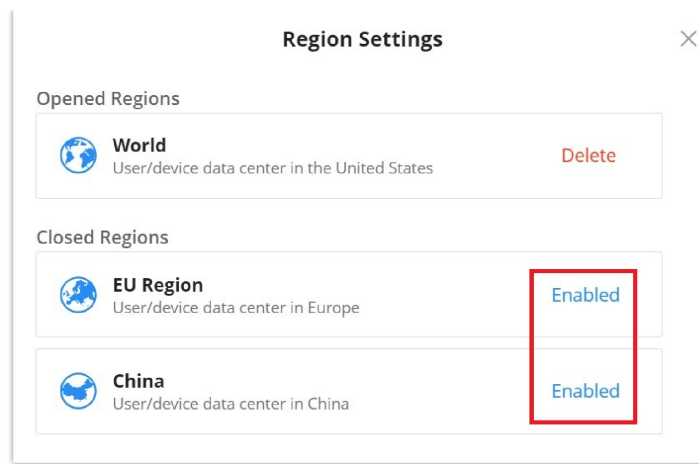 Region Settings
Opened Regions
World
User/device data center in the United States
Delete
Closed Regions
EU Region
User/device data center in Europe
Enabled
China
User/device data center in China
Enabled